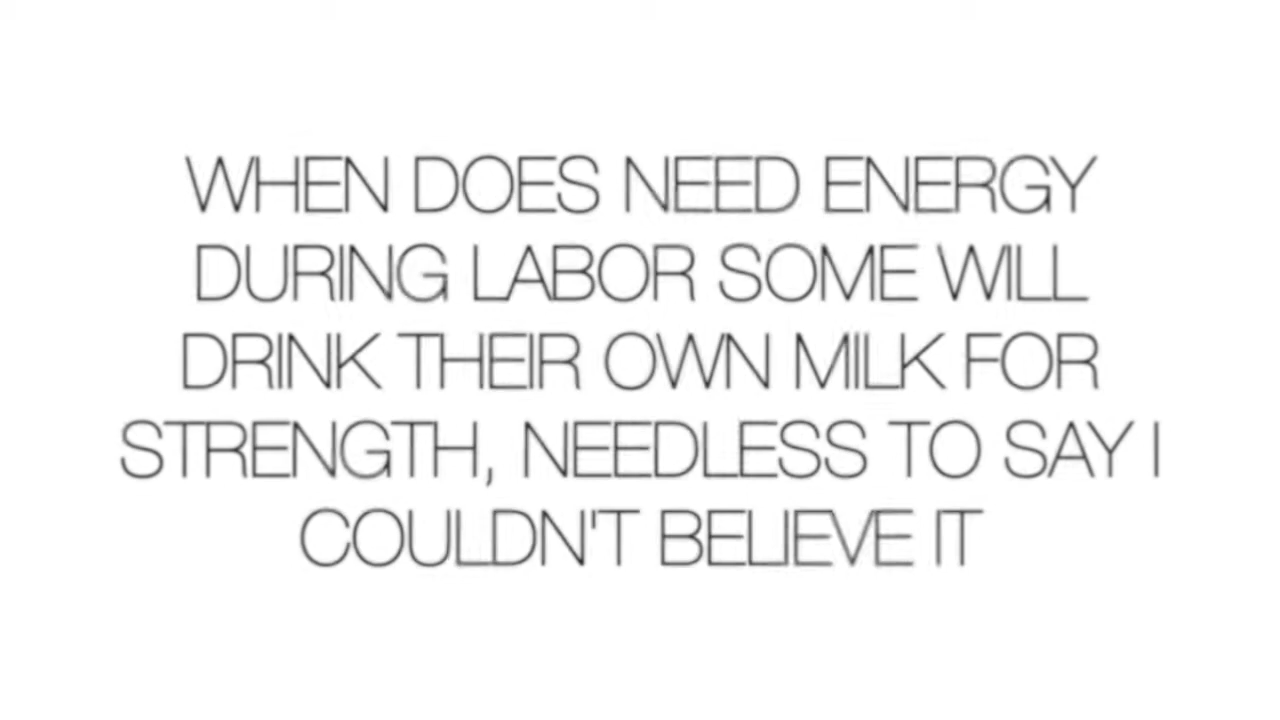 WHEN DOES NEED ENERGY
DURING LABOR SOME WILL
DRINK THEIR OWN MILK FOR
STRENGTH, NEEDLESS TO SAY I
COULDN'T BELIEVE IT